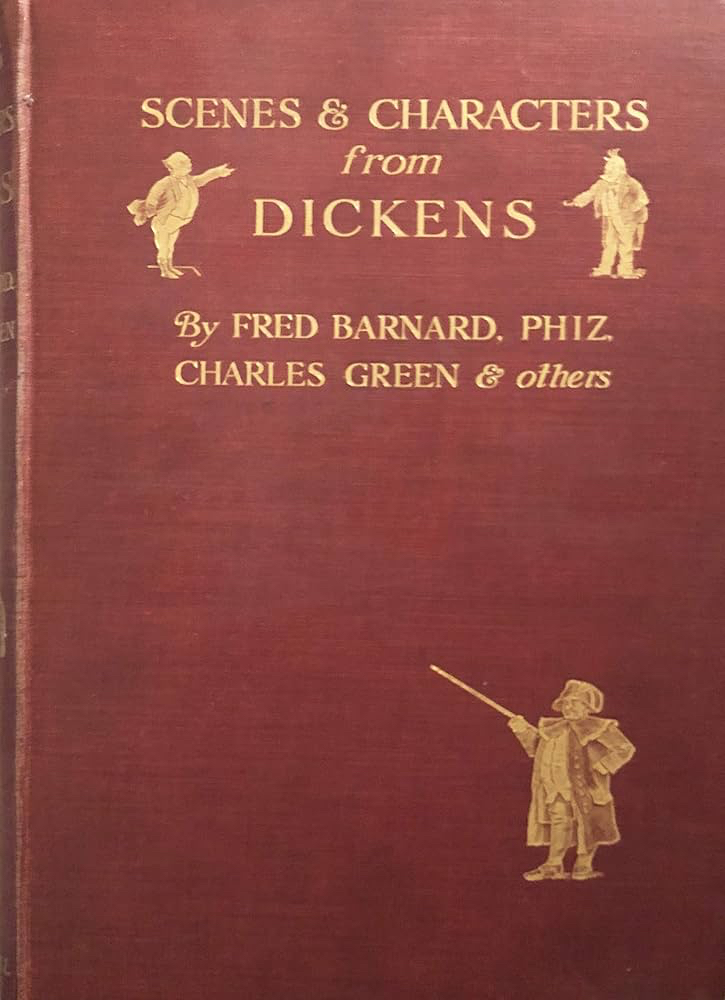 SCENES & CHARACTERS
from
DICKENS
By FRED BARNARD, PHIZ,
CHARLES GREEN & others